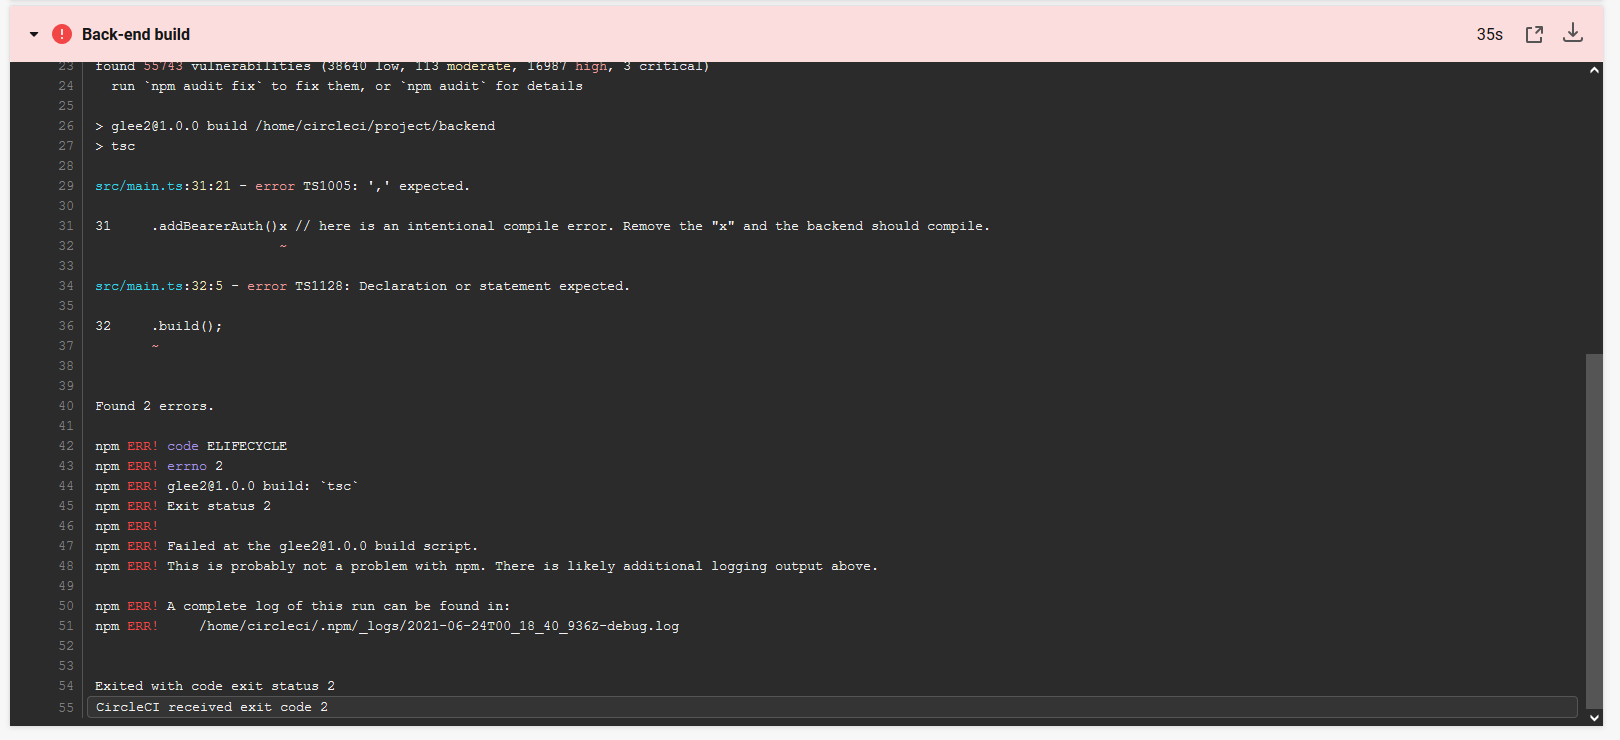 Back-end build
35s
23 found 55743 vulnerabilities (38640 low, 113 moderate, 16987 high, 3 critical)
24 run `npm audit fix` to fix them, or `npm audit` for details
25
26 > glee2@1.0.0 build /home/circleci/project/backend
27 > tsc
28
29 src/main.ts:31:21 - error TS1005: ',' expected.
30
31 31 .addBearerAuth()x // here is an intentional compile error. Remove the "x" and the backend should compile.
32 ~
33
34 src/main.ts:32:5 - error TS1128: Declaration or statement expected.
35
36 32 .build();
37 ~
38
39
40 Found 2 errors.
41
42 npm ERR! code ELIFECYCLE
43 npm ERR! errno 2
44 npm ERR! glee2@1.0.0 build: `tsc`
45 npm ERR! Exit status 2
46 npm ERR!
47 npm ERR! Failed at the glee2@1.0.0 build script.
48 npm ERR! This is probably not a problem with npm. There is likely additional logging output above.
49
50 npm ERR! A complete log of this run can be found in:
51 npm ERR! /home/circleci/.npm/_logs/2021-06-24T00_18_40_936Z-debug.log
52
53
54 Exited with code exit status 2
55 CircleCI received exit code 2